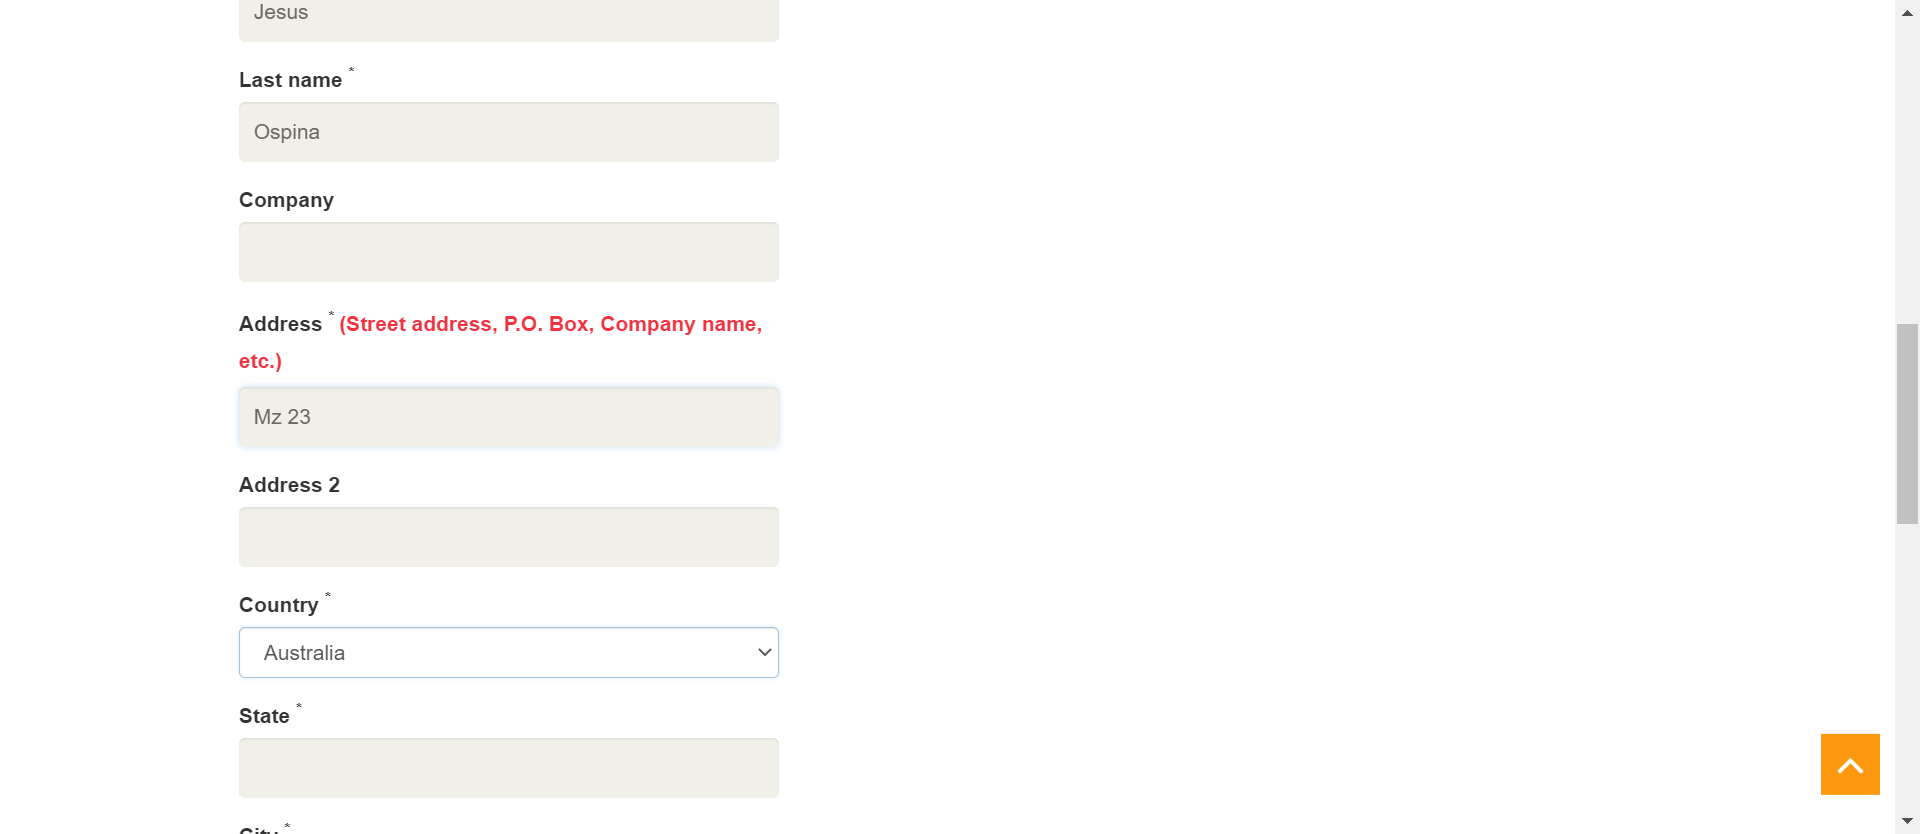 Jesus
Last name *
Ospina
Company
Address * (Street address, P.O. Box, Company name,
etc.)
Mz 23
Address 2
Country *
Australia
State *
City *